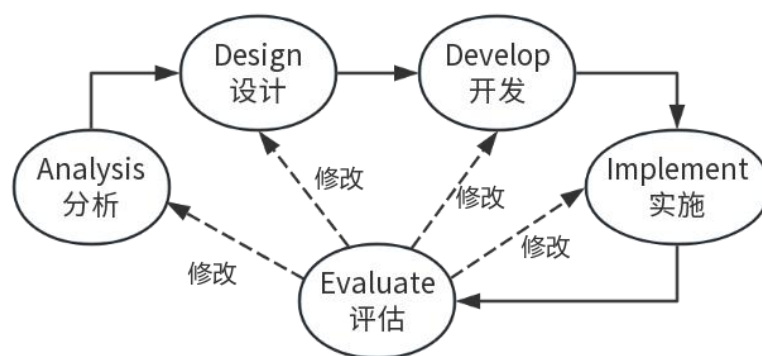 Design
设计
Develop
开发
Analysis
分析
Implement
实施
修改
修改
修改
修改
Evaluate
评估